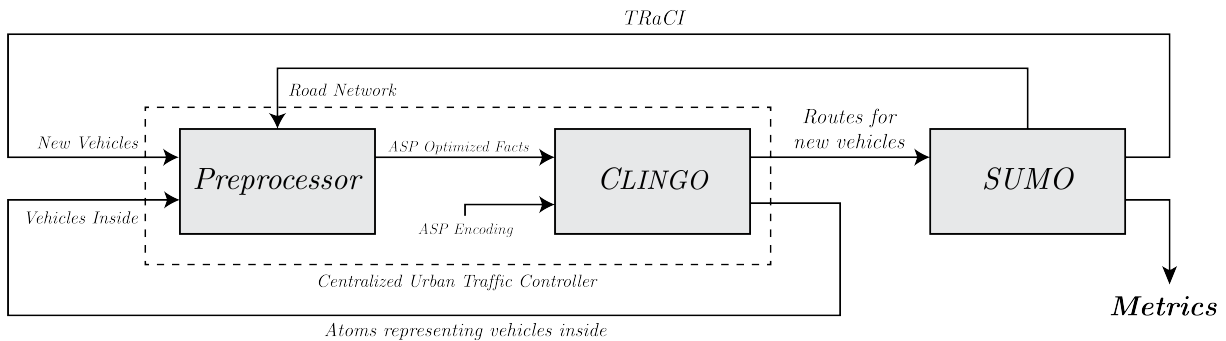 TRaCI
Road Network
New Vehicles
ASP Optimized Facts
Routes for
new vehicles
Preprocessor
CLINGO
SUMO
Vehicles Inside
ASP Encoding
Centralized Urban Traffic Controller
Metrics
Atoms representing vehicles inside